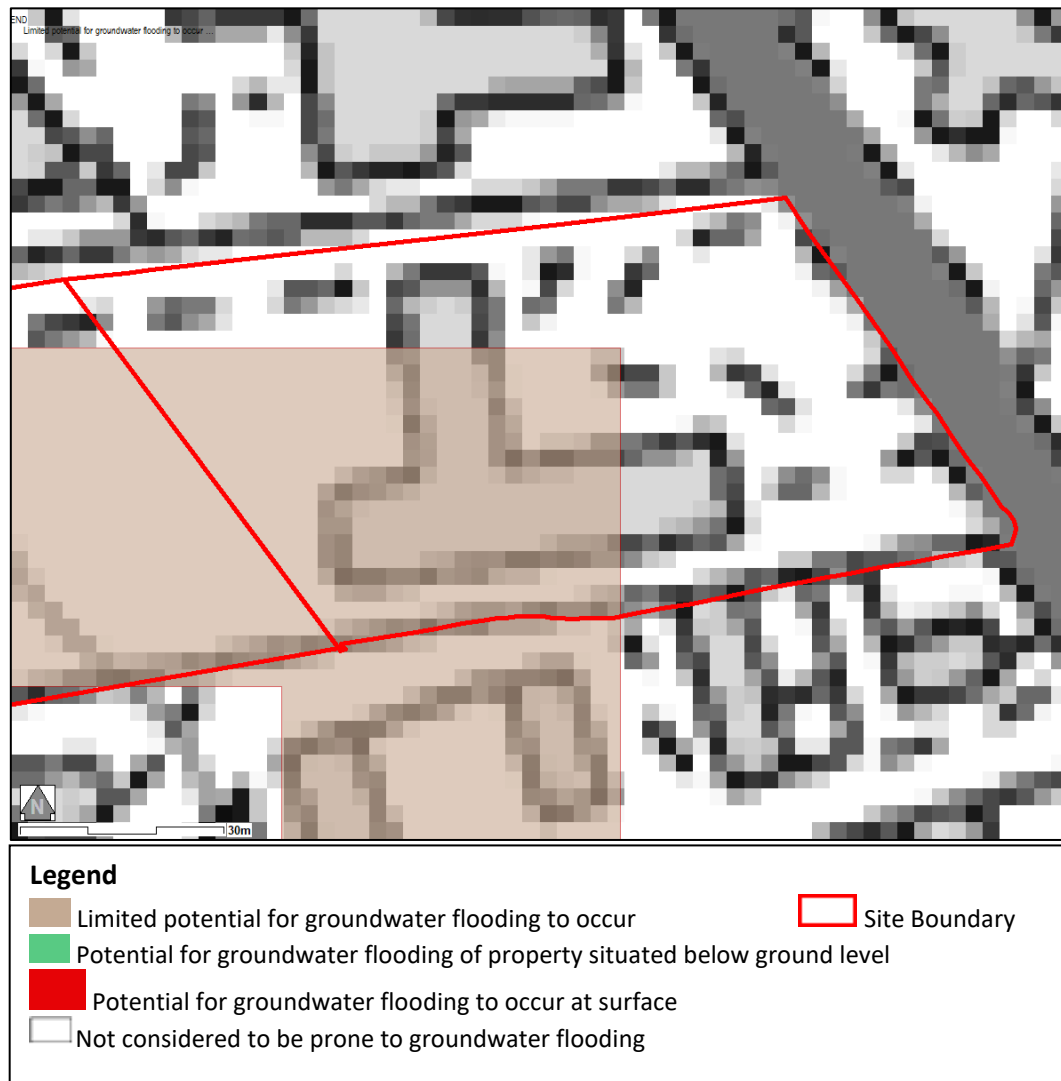 END
Limited potential for groundwater flooding to occur ...
N
30m
Legend
Limited potential for groundwater flooding to occur
Site Boundary
Potential for groundwater flooding of property situated below ground level
Potential for groundwater flooding to occur at surface
Not considered to be prone to groundwater flooding